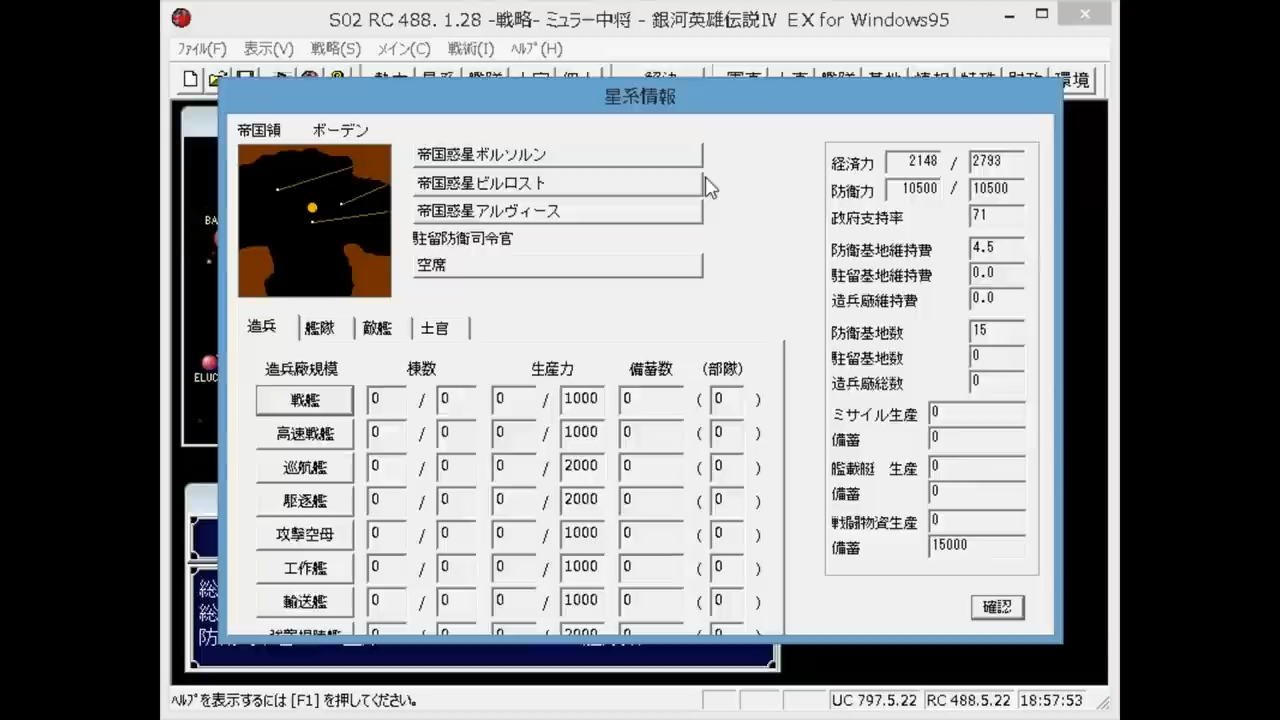 S02 RC 488. 1.28 -戦略- ミュラー中将 - 銀河英雄伝説Ⅳ EX for Windows95
ﾌｧｲﾙ(F) 表示(V) 戦略(S) メイン(C) 戦術(I) ﾍﾙﾌﾟ(H)
環境
星系情報
帝国領 ボーデン
帝国惑星ボルソルン
帝国惑星ビルロスト
帝国惑星アルヴィース
駐留防衛司令官
空席
経済力 2148 / 2793
防衛力 10500 / 10500
政府支持率 71
防衛基地維持費 4.5
駐留基地維持費 0.0
造兵廠維持費 0.0
防衛基地数 15
駐留基地数 0
造兵廠総数 0
ミサイル生産 0
備蓄 0
艦載艇 生産 0
備蓄 0
備蓄 15000
確認
造兵 艦隊 敵艦 士官
造兵廠規模 棟数 生産力 備蓄数 (部隊)
戦艦 0 / 0 0 / 1000 0 ( 0 )
高速戦艦 0 / 0 0 / 1000 0 ( 0 )
巡航艦 0 / 0 0 / 2000 0 ( 0 )
駆逐艦 0 / 0 0 / 2000 0 ( 0 )
攻撃空母 0 / 0 0 / 1000 0 ( 0 )
工作艦 0 / 0 0 / 1000 0 ( 0 )
輸送艦 0 / 0 0 / 1000 0 ( 0 )
BA
ELUC
総
総
防
ﾍﾙﾌﾟを表示するには [F1] を押してください。
UC 797.5.22 RC 488.5.22 18:57:53